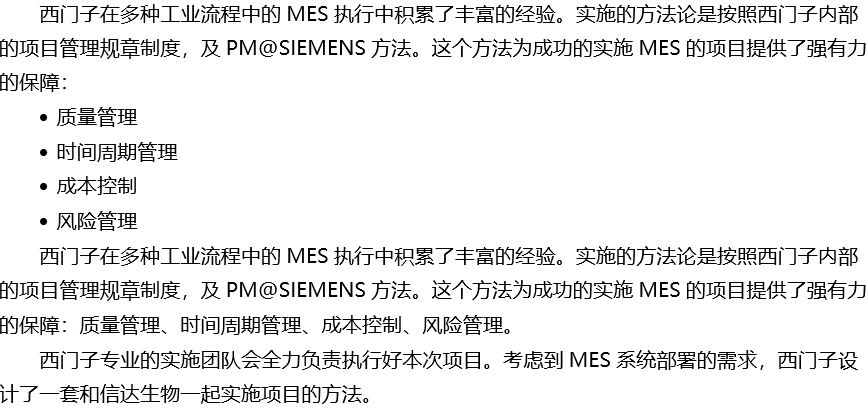 西门子在多种工业流程中的 MES 执行中积累了丰富的经验。实施的方法论是按照西门子内部
的项目管理规章制度，及 PM@SIEMENS 方法。这个方法为成功的实施 MES 的项目提供了强有力
的保障：
• 质量管理
• 时间周期管理
• 成本控制
• 风险管理
西门子在多种工业流程中的 MES 执行中积累了丰富的经验。实施的方法论是按照西门子内部
的项目管理规章制度，及 PM@SIEMENS 方法。这个方法为成功的实施 MES 的项目提供了强有力
的保障：质量管理、时间周期管理、成本控制、风险管理。
西门子专业的实施团队会全力负责执行好本次项目。考虑到 MES 系统部署的需求，西门子设
计了一套和信达生物一起实施项目的方法。